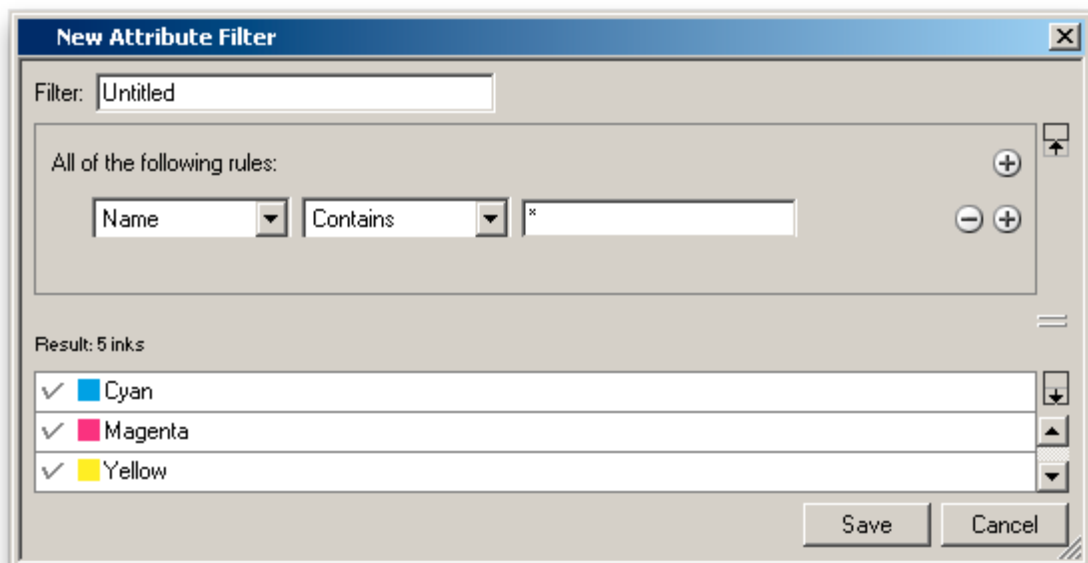 New Attribute Filter
Filter: Untitled
All of the following rules:
Name Contains *
Result: 5 inks
Cyan
Magenta
Yellow
Save Cancel